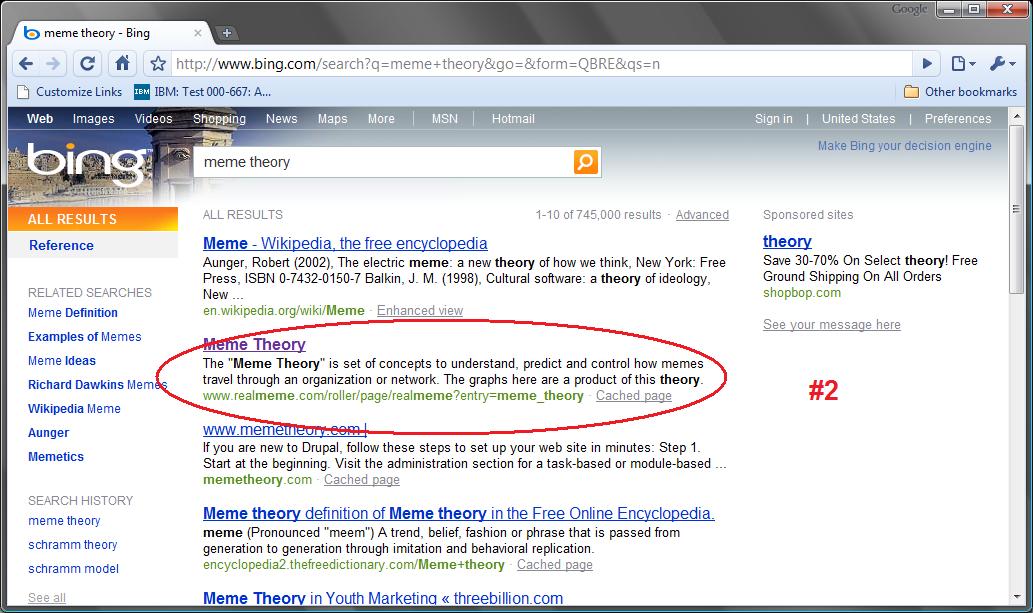 Google
meme theory - Bing
http://www.bing.com/search?q=meme+theory&go=&form=QBRE&qs=n
Customize Links IBM IBM: Test 000-667: A... Other bookmarks
Web Images Videos Shopping News Maps More MSN Hotmail Sign in | United States | Preferences
bing meme theory
Make Bing your decision engine
ALL RESULTS
Reference
RELATED SEARCHES
Meme Definition
Examples of Memes
Meme Ideas
Richard Dawkins Memes
Wikipedia Meme
Aunger
Memetics
SEARCH HISTORY
meme theory
schramm theory
schramm model
See all
ALL RESULTS 1-10 of 745,000 results · Advanced
Meme - Wikipedia, the free encyclopedia
Aunger, Robert (2002), The electric meme: a new theory of how we think, New York: Free
Press, ISBN 0-7432-0150-7 Balkin, J. M. (1998), Cultural software: a theory of ideology,
New ...
en.wikipedia.org/wiki/Meme · Enhanced view
Meme Theory
The "Meme Theory" is set of concepts to understand, predict and control how memes
travel through an organization or network. The graphs here are a product of this theory.
www.realmeme.com/roller/page/realmeme?entry=meme_theory · Cached page
www.memetheory.com |
If you are new to Drupal, follow these steps to set up your web site in minutes: Step 1.
Start at the beginning. Visit the administration section for a task-based or module-based ...
memetheory.com · Cached page
Meme theory definition of Meme theory in the Free Online Encyclopedia.
meme (Pronounced "meem") A trend, belief, fashion or phrase that is passed from
generation to generation through imitation and behavioral replication.
encyclopedia2.thefreedictionary.com/Meme+theory · Cached page
Meme Theory in Youth Marketing « threebillion.com
Sponsored sites
theory
Save 30-70% On Select theory! Free
Ground Shipping On All Orders
shopbop.com
See your message here
#2